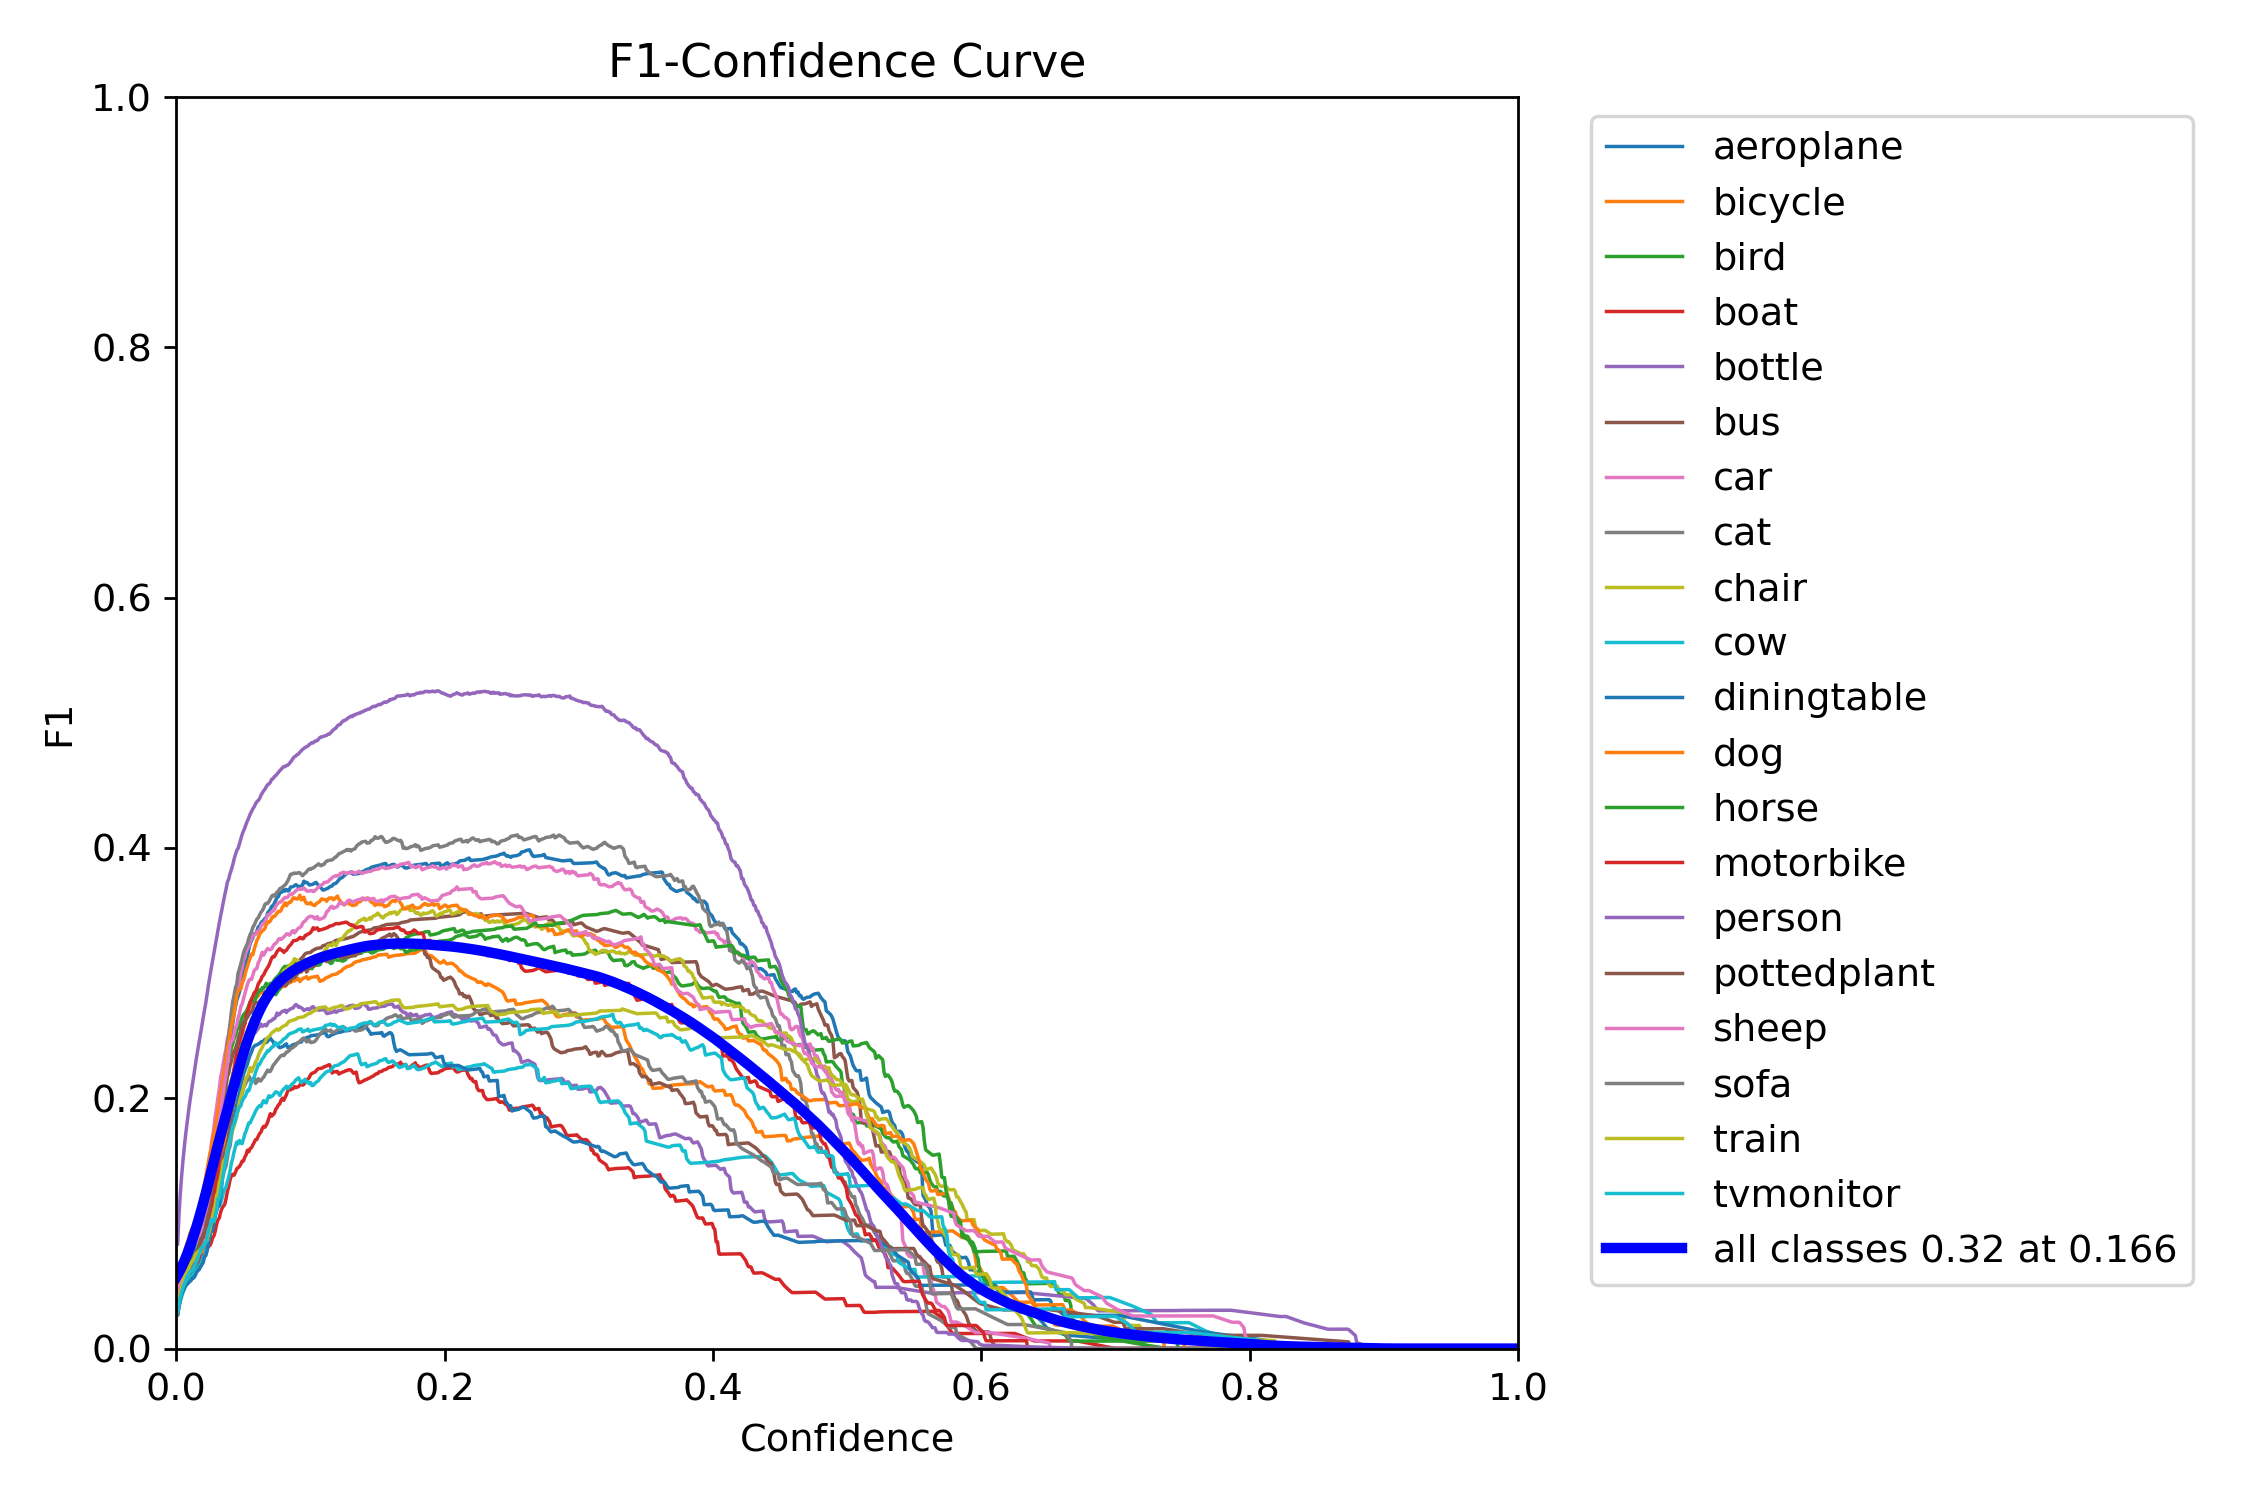 F1-Confidence Curve
1.0
0.8
0.6
0.4
0.2
0.0
F1
0.0 0.2 0.4 0.6 0.8 1.0
Confidence
aeroplane
bicycle
bird
boat
bottle
bus
car
cat
chair
cow
diningtable
dog
horse
motorbike
person
pottedplant
sheep
sofa
train
tvmonitor
all classes 0.32 at 0.166